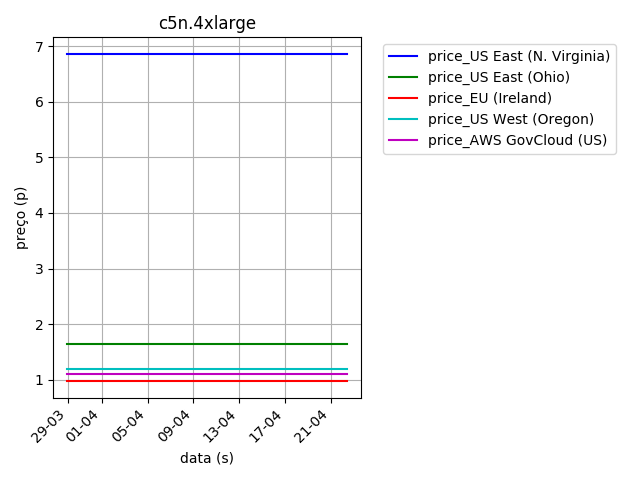 c5n.4xlarge
price_US East (N. Virginia)
price_US East (Ohio)
price_EU (Ireland)
price_US West (Oregon)
price_AWS GovCloud (US)
preço (p)
7
6
5
4
3
2
1
29-03
01-04
05-04
09-04
13-04
17-04
21-04
data (s)